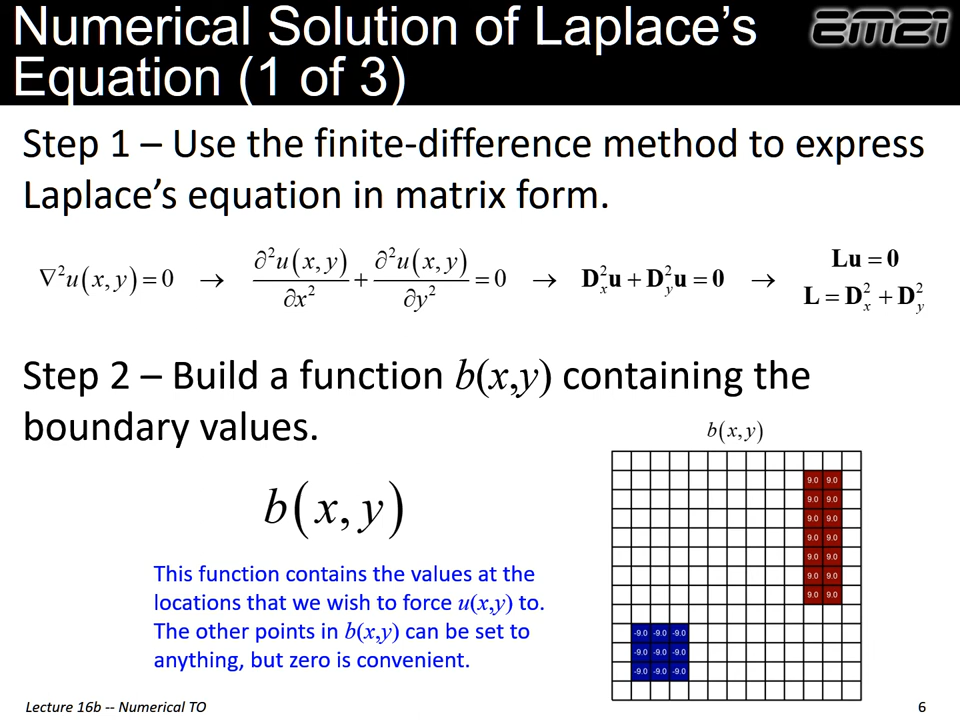 Numerical Solution of Laplace's
Equation (1 of 3)
EM21
Step 1 – Use the finite-difference method to express
Laplace's equation in matrix form.
∇²u(x,y) = 0 → ∂²u(x,y)/∂x² + ∂²u(x,y)/∂y² = 0 → Dₓ²u + D_y²u = 0 → Lu = 0
L = Dₓ² + D_y²
Step 2 – Build a function b(x,y) containing the
boundary values.
b(x,y)
b(x,y)
9.0 9.0
9.0 9.0
9.0 9.0
9.0 9.0
9.0 9.0
9.0 9.0
9.0 9.0
This function contains the values at the
locations that we wish to force u(x,y) to.
The other points in b(x,y) can be set to
anything, but zero is convenient.
-9.0 -9.0 -9.0
-9.0 -9.0 -9.0
-9.0 -9.0 -9.0
Lecture 16b -- Numerical TO
6